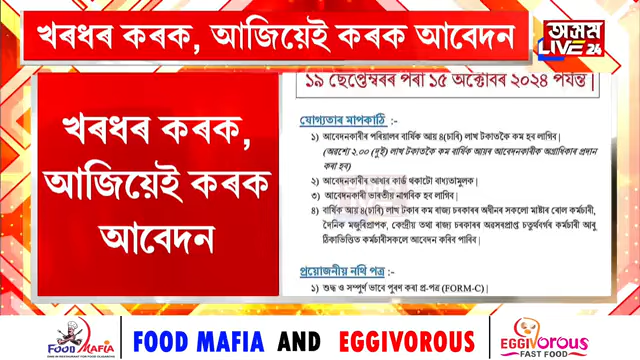 খৰধৰ কৰক, আজিয়েই কৰক আবেদন
অসম
LIVE 24
১৯ ছেপ্তেম্বৰৰ পৰা ১৫ অক্টোবৰ ২০২৪ পৰ্যন্ত |
খৰধৰ কৰক,
আজিয়েই কৰক
আবেদন
যোগ্যতাৰ মাপকাঠি :-
১) আবেদনকাৰীৰ পৰিয়ালৰ বাৰ্ষিক আয় ৪(চাৰি) লাখ টকাতকৈ কম হব লাগিব |
(অৱশ্যে ২.০০ (দুই) লাখ টকাতকৈ কম বাৰ্ষিক আয়ৰ আবেদনকাৰীক অগ্ৰাধিকাৰ প্ৰদান
কৰা হব)
২) আবেদনকাৰীৰ আধাৰ কাৰ্ড থকাটো বাধ্যতামূলক |
৩) আবেদনকাৰী ভাৰতীয় নাগৰিক হব লাগিব |
৪) বাৰ্ষিক আয় ৪(চাৰি) লাখ টকাৰ কম ৰাজ্য চৰকাৰৰ অধীনৰ সকলো মাষ্টাৰ ৰোল কৰ্মচাৰী,
দৈনিক মজুৰিপ্ৰাপক, কেন্দ্ৰীয় তথা ৰাজ্য চৰকাৰৰ অৱসৰপ্ৰাপ্ত চতুৰ্থবৰ্গৰ কৰ্মচাৰী আৰু
ঠিকাভিত্তিত কৰ্মচাৰীসকলে আবেদন কৰিব পাৰিব |
প্ৰয়োজনীয় নথি পত্ৰ :-
১) শুদ্ধ ও সম্পূৰ্ণ ভাবে পুৰণ কৰা প্ৰ-পত্ৰ (FORM-C) |
FOOD MAFIA
FOOD MAFIA AND EGGIVOROUS
EGGIVOROUS
FAST FOOD